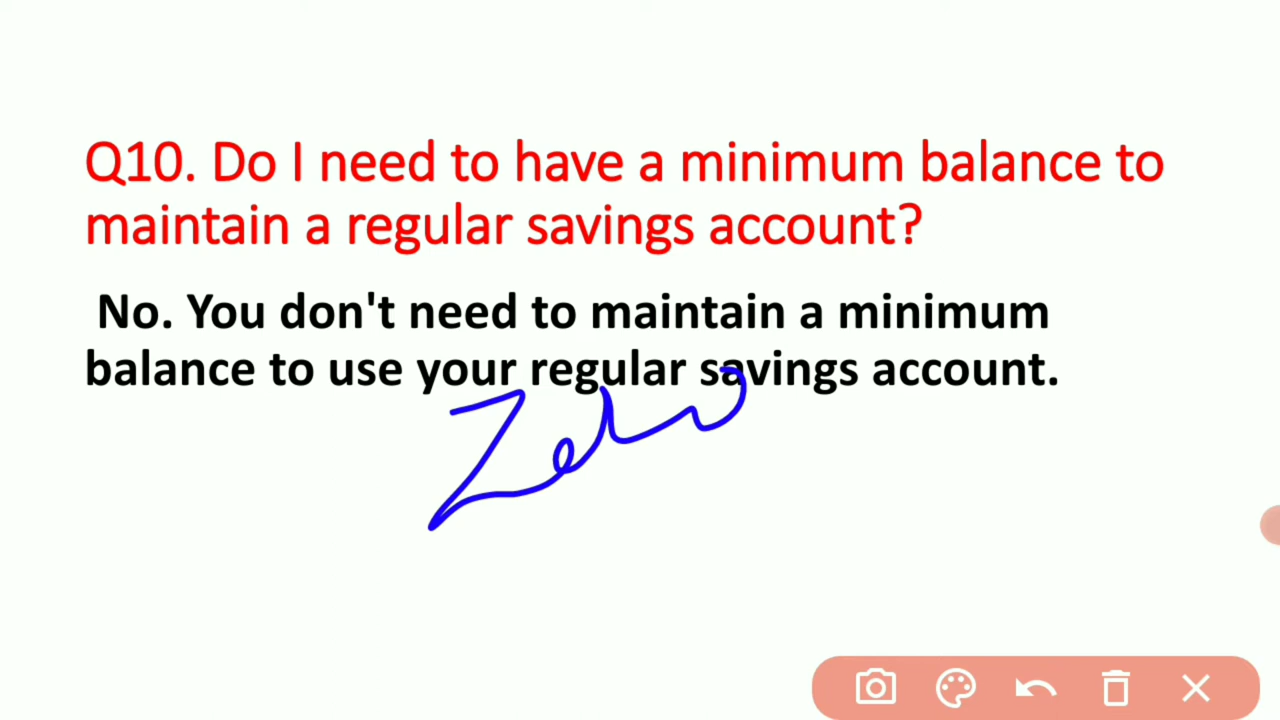 Q10. Do I need to have a minimum balance to
maintain a regular savings account?
No. You don't need to maintain a minimum
balance to use your regular savings account.
Zero